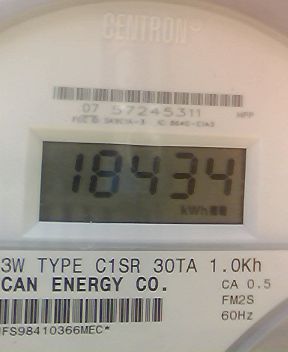 CENTRON
07 57245311
18434
kWh
3W TYPE C1SR 30TA 1.0Kh
CAN ENERGY CO.
CA 0.5
FM2S
60Hz